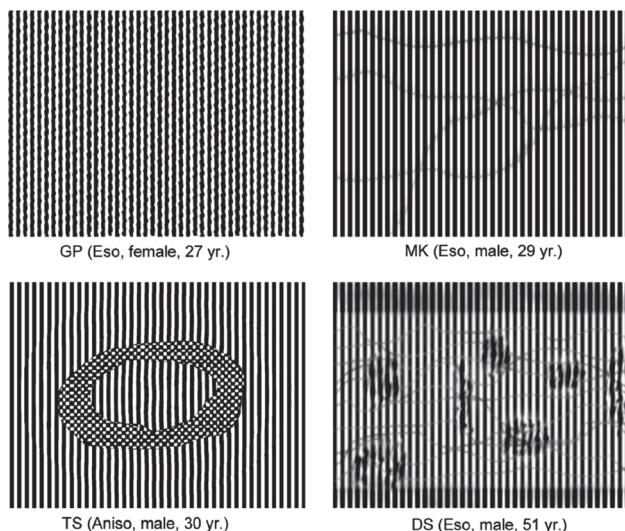 GP (Eso, female, 27 yr.)
MK (Eso, male, 29 yr.)
TS (Aniso, male, 30 yr.)
DS (Eso, male, 51 yr.)